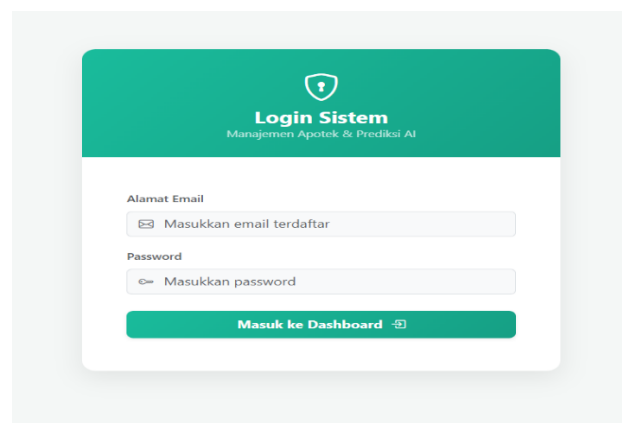 Login Sistem
Manajemen Apotek & Prediksi AI
Alamat Email
Masukkan email terdaftar
Password
Masukkan password
Masuk ke Dashboard